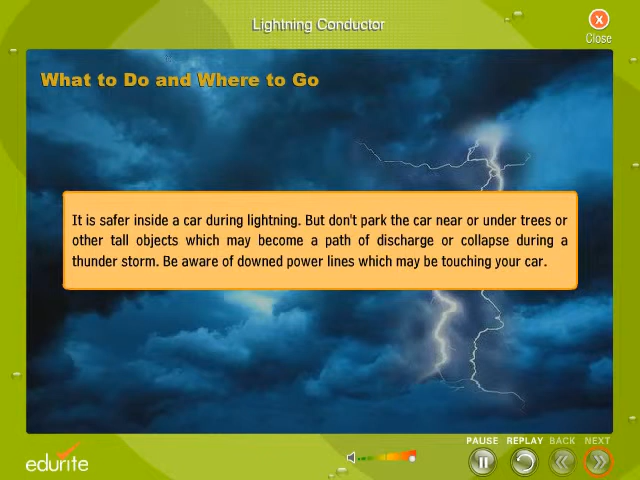 Lightning Conductor
X
Close
What to Do and Where to Go
It is safer inside a car during lightning. But don't park the car near or under trees or
other tall objects which may become a path of discharge or collapse during a
thunder storm. Be aware of downed power lines which may be touching your car.
PAUSE REPLAY BACK NEXT
edurite